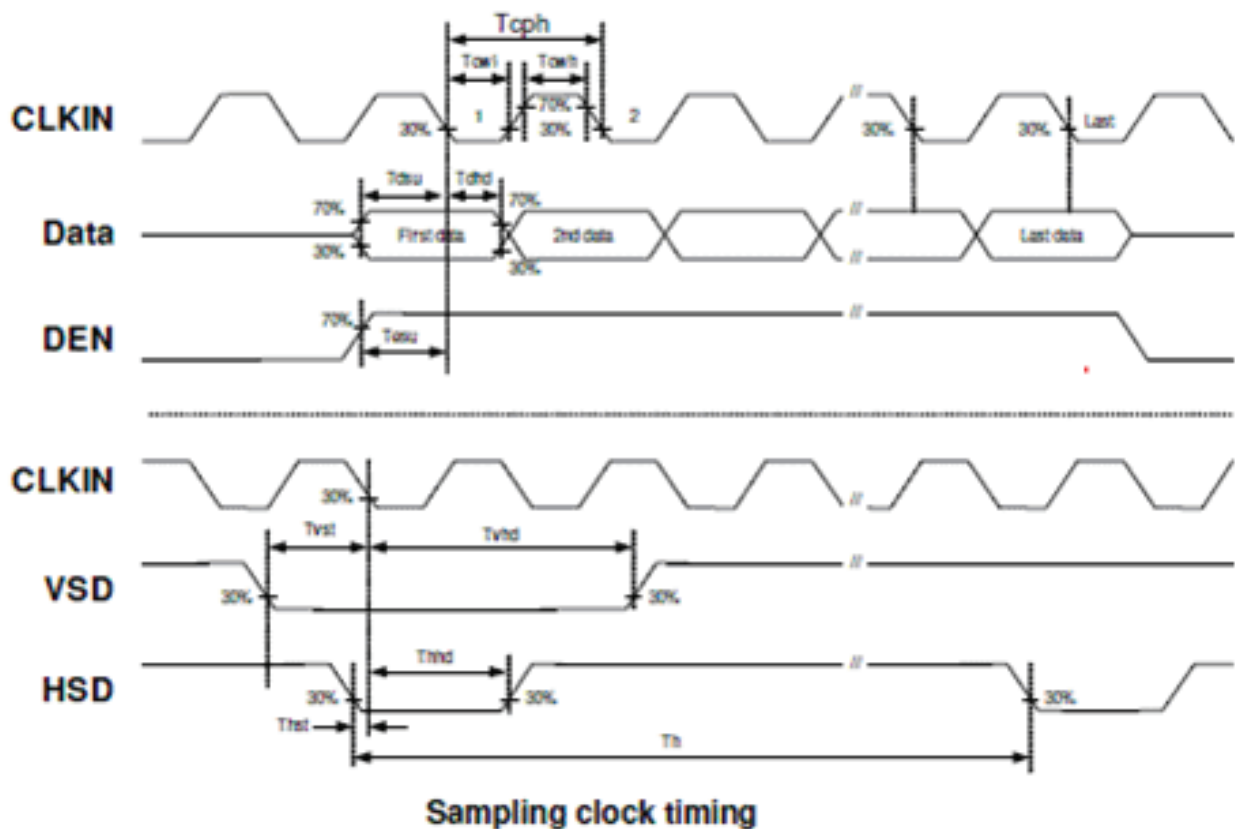 Tcph
Tcwl Tcwh
CLKIN 30% 1 70% 30% 2 // 30% 30% Last
Tdsu Tdhd
70% 70%
Data First data 2nd data // Last data
30% 30%
DEN 70% //
Tesu
CLKIN 30% //
Tvst Tvhd
VSD 30% 30% //
Thhd
HSD 30% 30% // 30%
Thst
Th
Sampling clock timing